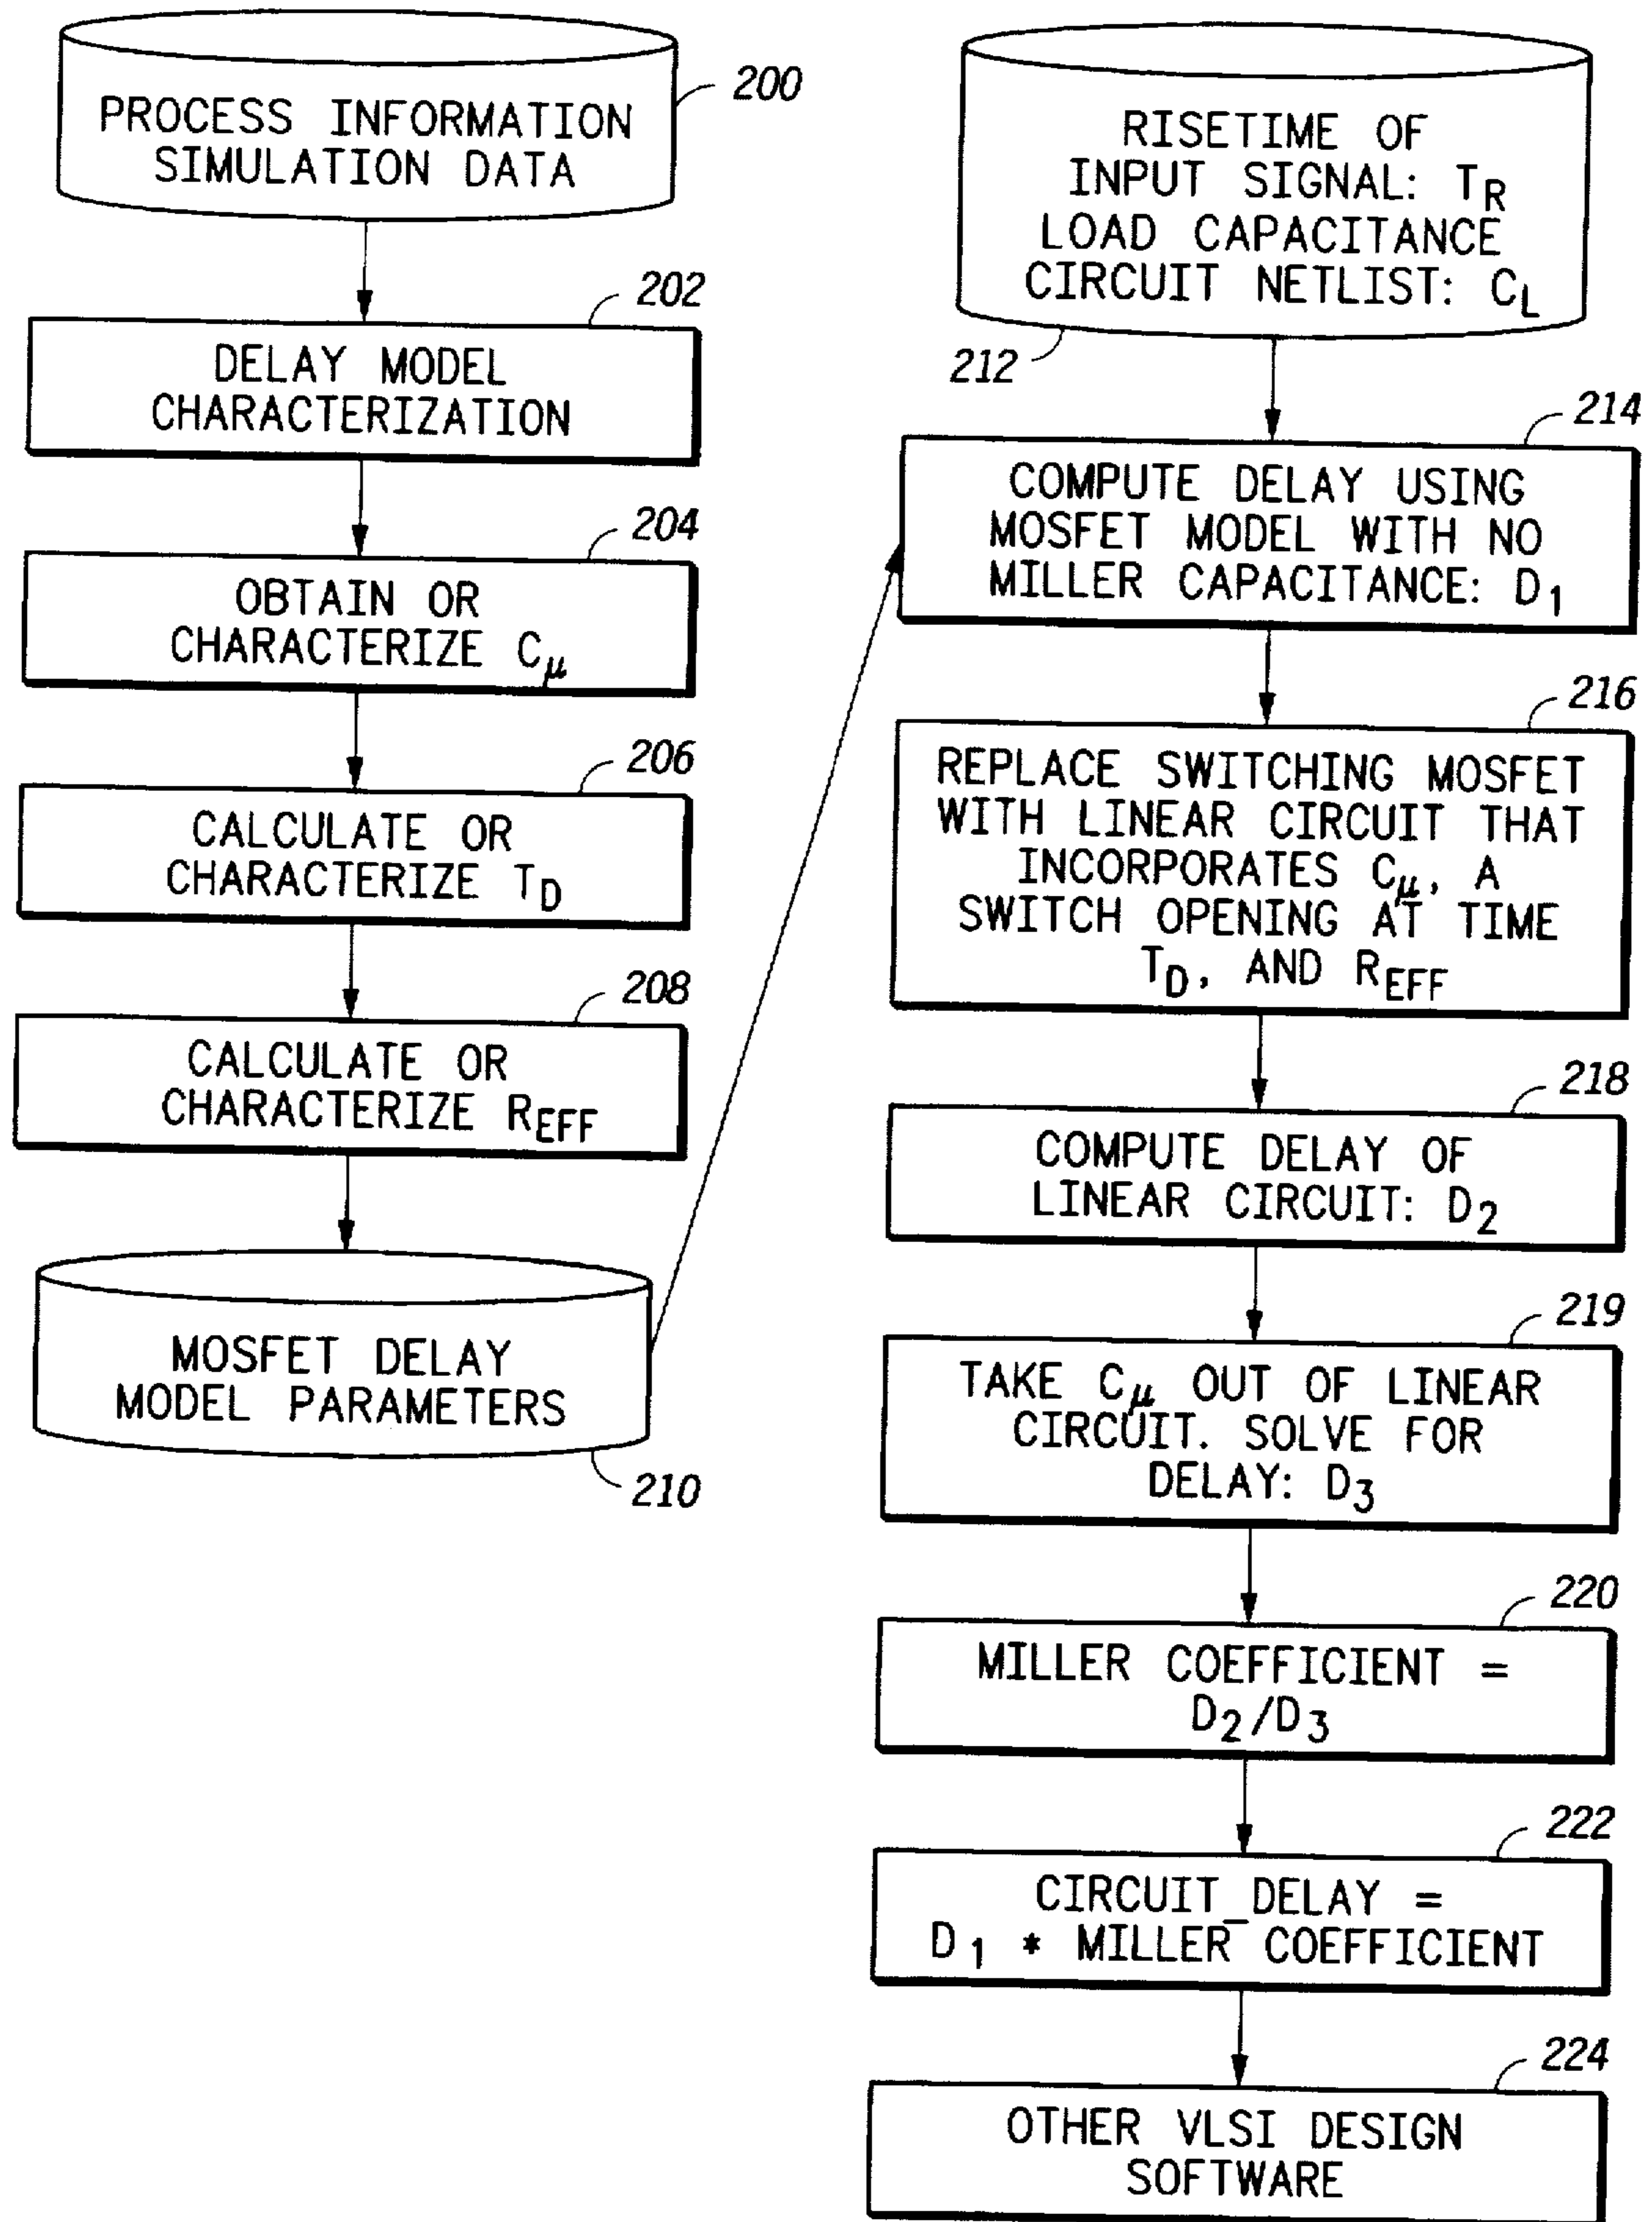 200
PROCESS INFORMATION
SIMULATION DATA
202
DELAY MODEL
CHARACTERIZATION
204
OBTAIN OR
CHARACTERIZE Cμ
206
CALCULATE OR
CHARACTERIZE TD
208
CALCULATE OR
CHARACTERIZE REFF
MOSFET DELAY
MODEL PARAMETERS
210
RISETIME OF
INPUT SIGNAL: TR
LOAD CAPACITANCE
CIRCUIT NETLIST: CL
212
214
COMPUTE DELAY USING
MOSFET MODEL WITH NO
MILLER CAPACITANCE: D1
216
REPLACE SWITCHING MOSFET
WITH LINEAR CIRCUIT THAT
INCORPORATES Cμ, A
SWITCH OPENING AT TIME
TD, AND REFF
218
COMPUTE DELAY OF
LINEAR CIRCUIT: D2
219
TAKE Cμ OUT OF LINEAR
CIRCUIT. SOLVE FOR
DELAY: D3
220
MILLER COEFFICIENT =
D2/D3
222
CIRCUIT_DELAY =
D1 * MILLER COEFFICIENT
224
OTHER VLSI DESIGN
SOFTWARE